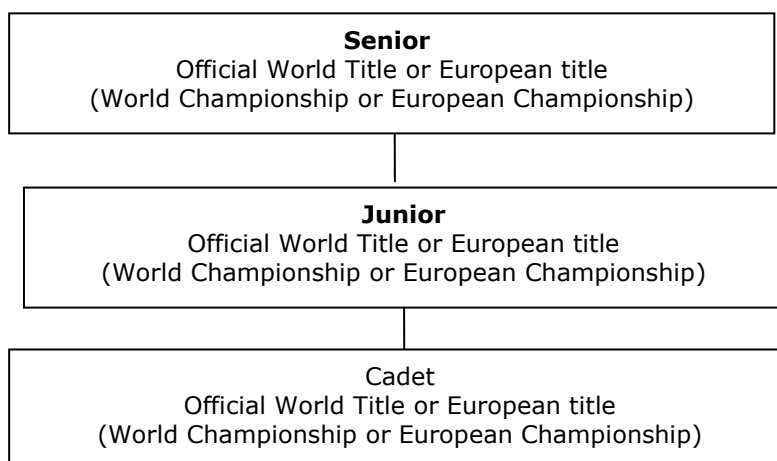 Senior
Official World Title or European title
(World Championship or European Championship)
Junior
Official World Title or European title
(World Championship or European Championship)
Cadet
Official World Title or European title
(World Championship or European Championship)